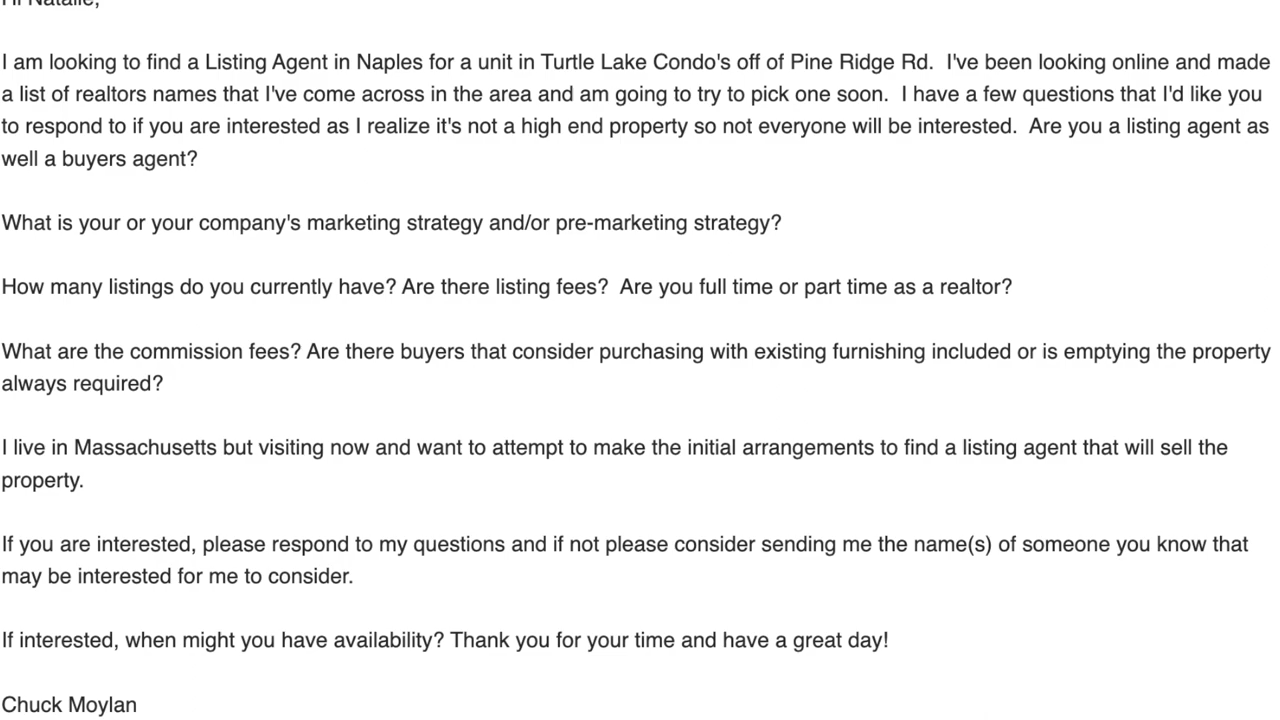 Hi Natalie,
I am looking to find a Listing Agent in Naples for a unit in Turtle Lake Condo's off of Pine Ridge Rd.  I've been looking online and made
a list of realtors names that I've come across in the area and am going to try to pick one soon.  I have a few questions that I'd like you
to respond to if you are interested as I realize it's not a high end property so not everyone will be interested.  Are you a listing agent as
well a buyers agent?
What is your or your company's marketing strategy and/or pre-marketing strategy?
How many listings do you currently have? Are there listing fees?  Are you full time or part time as a realtor?
What are the commission fees? Are there buyers that consider purchasing with existing furnishing included or is emptying the property
always required?
I live in Massachusetts but visiting now and want to attempt to make the initial arrangements to find a listing agent that will sell the
property.
If you are interested, please respond to my questions and if not please consider sending me the name(s) of someone you know that
may be interested for me to consider.
If interested, when might you have availability? Thank you for your time and have a great day!
Chuck Moylan